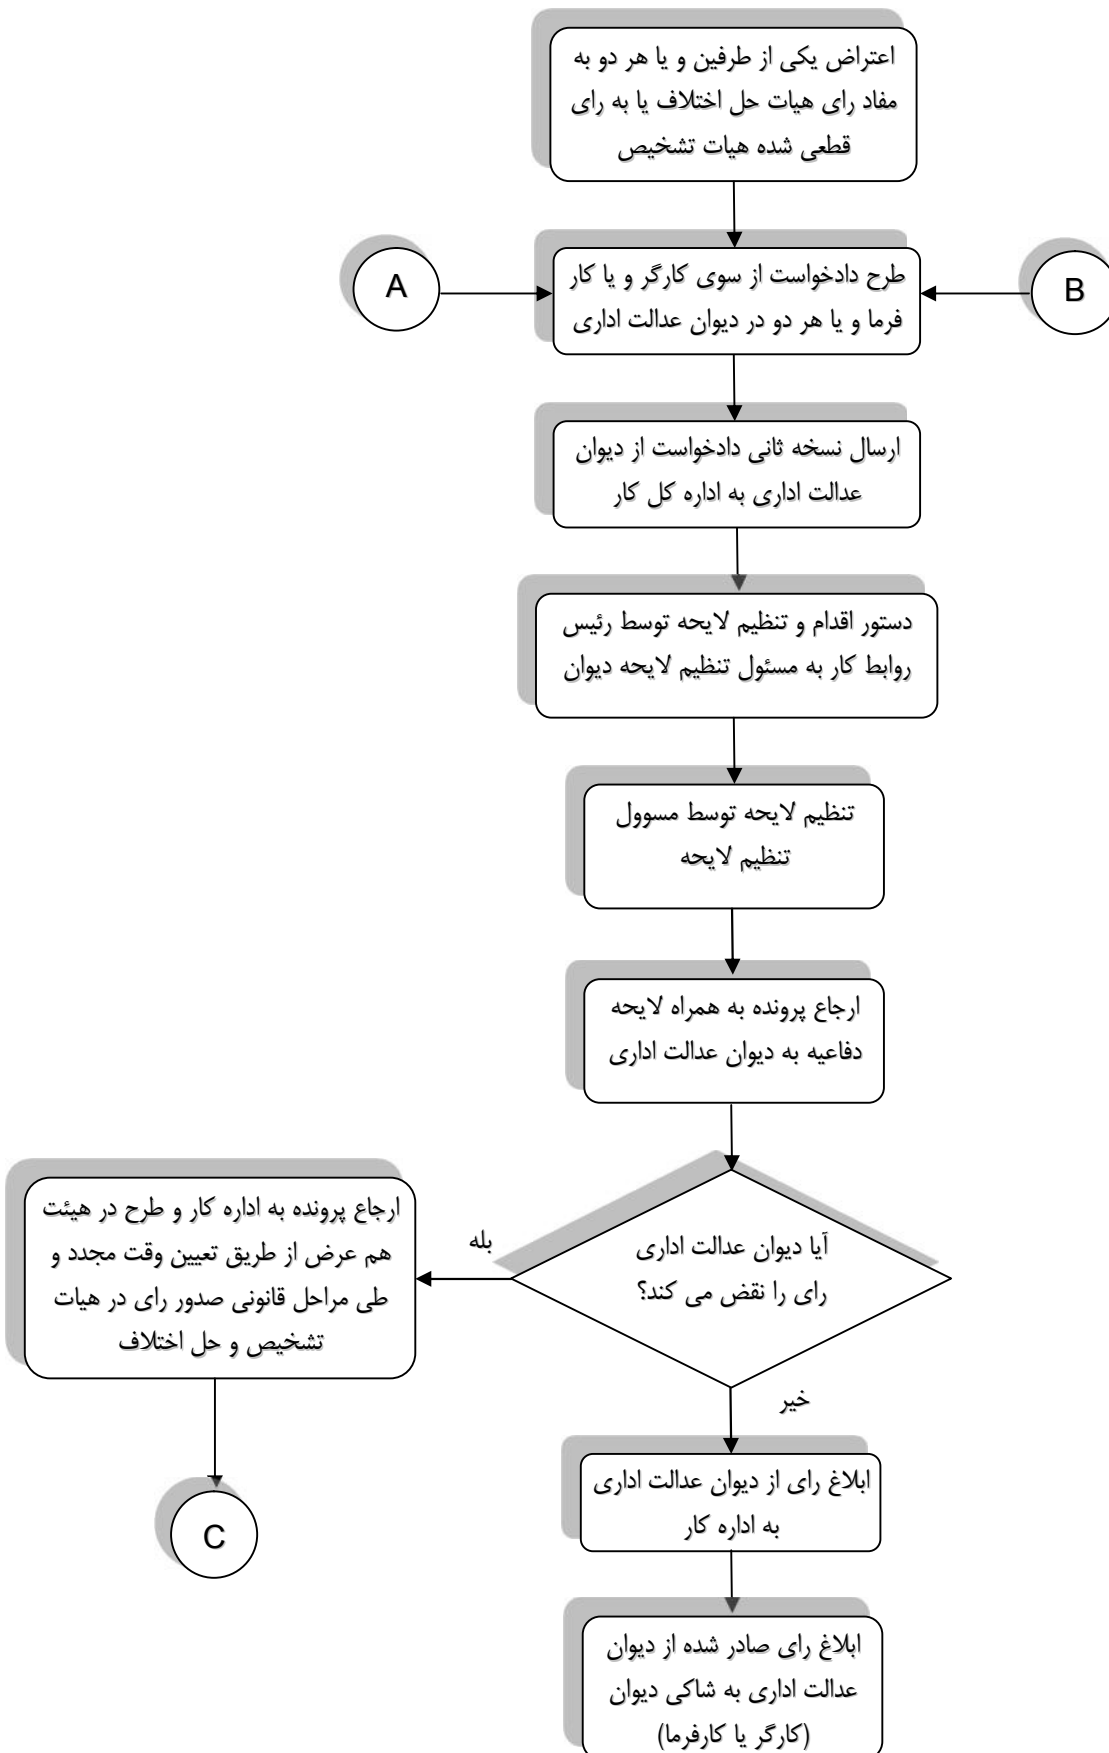 اعتراض یکی از طرفین و یا هر دو به
مفاد رای هیات حل اختلاف یا به رای
قطعی شده هیات تشخیص
A
طرح دادخواست از سوی کارگر و یا کار
فرما و یا هر دو در دیوان عدالت اداری
B
ارسال نسخه ثانی دادخواست از دیوان
عدالت اداری به اداره کل کار
دستور اقدام و تنظیم لایحه توسط رئیس
روابط کار به مسئول تنظیم لایحه دیوان
تنظیم لایحه توسط مسوول
تنظیم لایحه
ارجاع پرونده به همراه لایحه
دفاعیه به دیوان عدالت اداری
آیا دیوان عدالت اداری
رای را نقض می کند؟
بله
ارجاع پرونده به اداره کار و طرح در هیئت
هم عرض از طریق تعیین وقت مجدد و
طی مراحل قانونی صدور رای در هیات
تشخیص و حل اختلاف
C
خیر
ابلاغ رای از دیوان عدالت اداری
به اداره کار
ابلاغ رای صادر شده از دیوان
عدالت اداری به شاکی دیوان
(کارگر یا کارفرما)